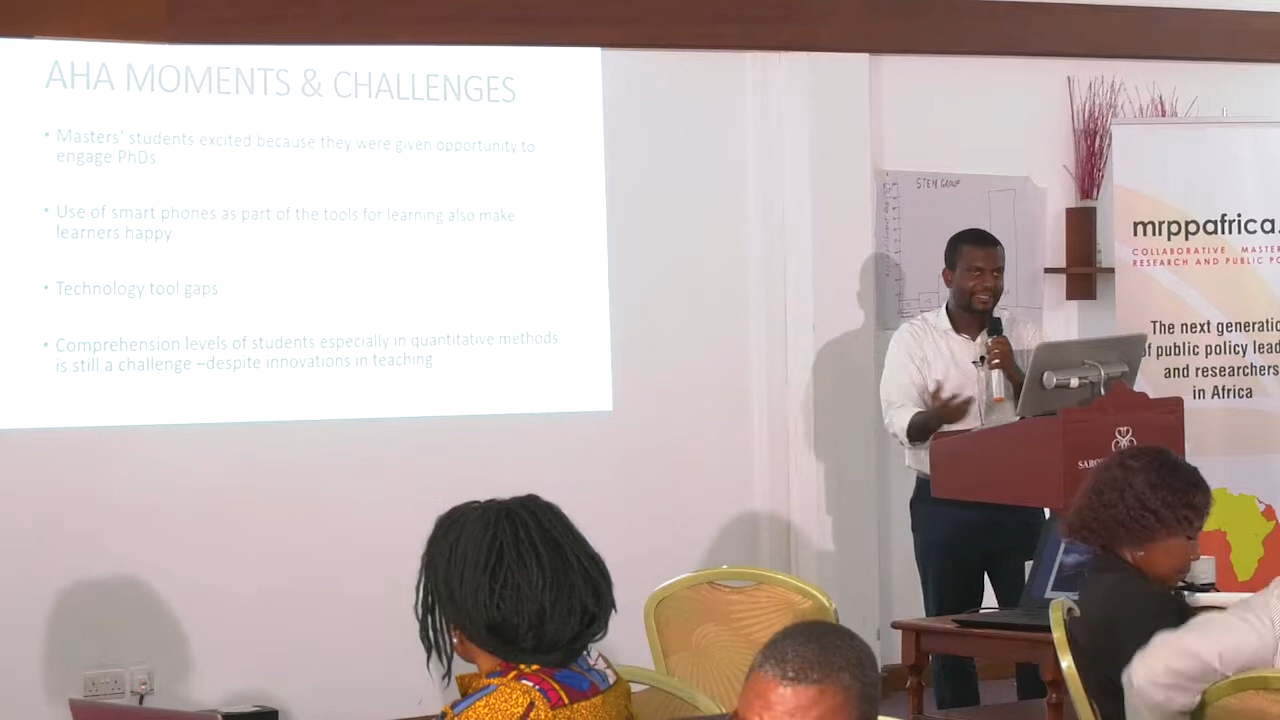 AHA MOMENTS & CHALLENGES
• Masters' students excited because they were given opportunity to
engage PhDs
• Use of smart phones as part of the tools for learning also make
learners happy
• Technology tool gaps
• Comprehension levels of students especially in quantitative methods
is still a challenge –despite innovations in teaching
STEM GROUP
mrppafrica.
COLLABORATIVE MASTER
RESEARCH AND PUBLIC PO
The next generatio
of public policy lead
and researchers
in Africa